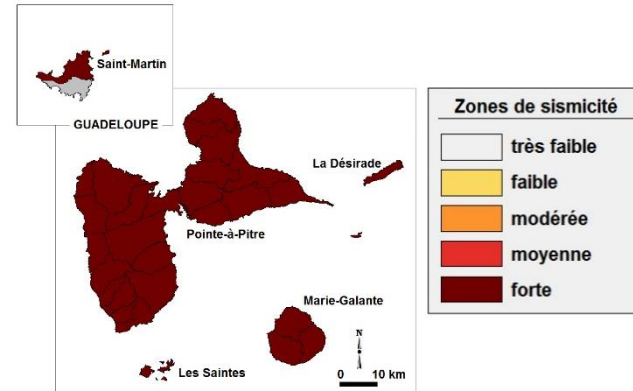 Saint-Martin
GUADELOUPE
La Désirade
Pointe-à-Pitre
Marie-Galante
Les Saintes
N
0 10 km
Zones de sismicité
très faible
faible
modérée
moyenne
forte